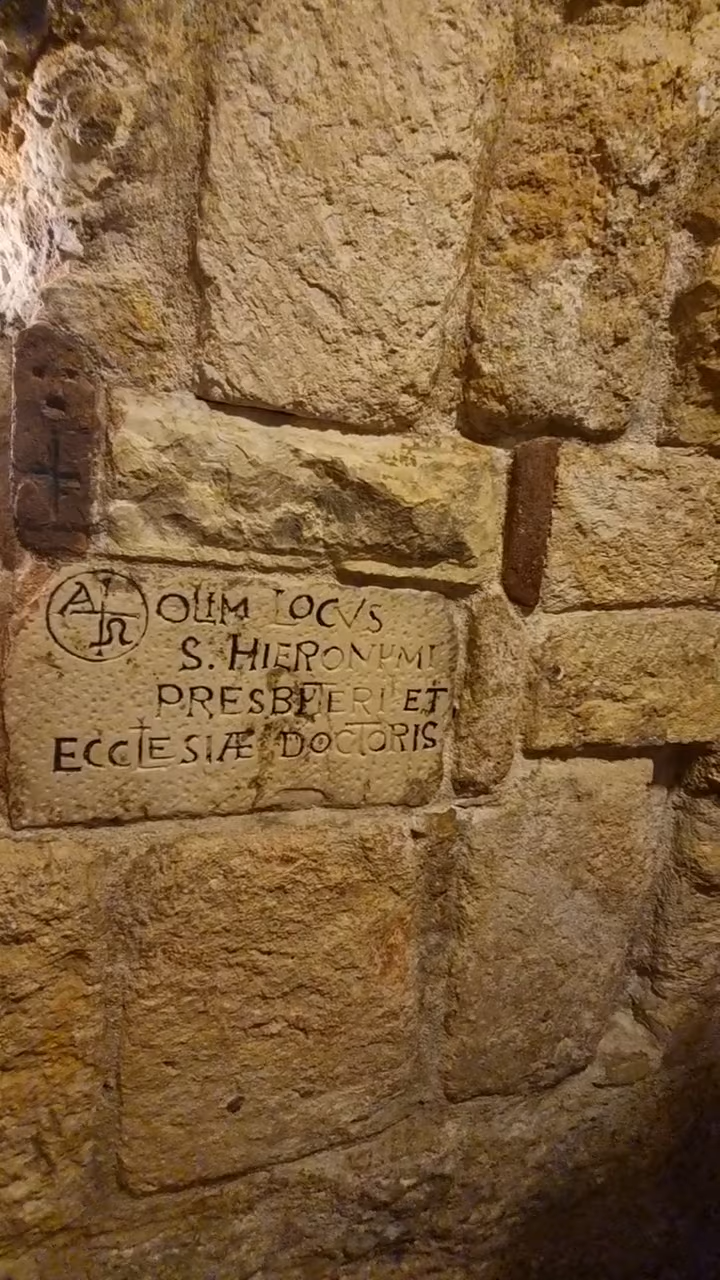 A Ω OLIM LOCVS
S. HIERONYMI
PRESBYTERI ET
ECCLESIÆ DOCTORIS